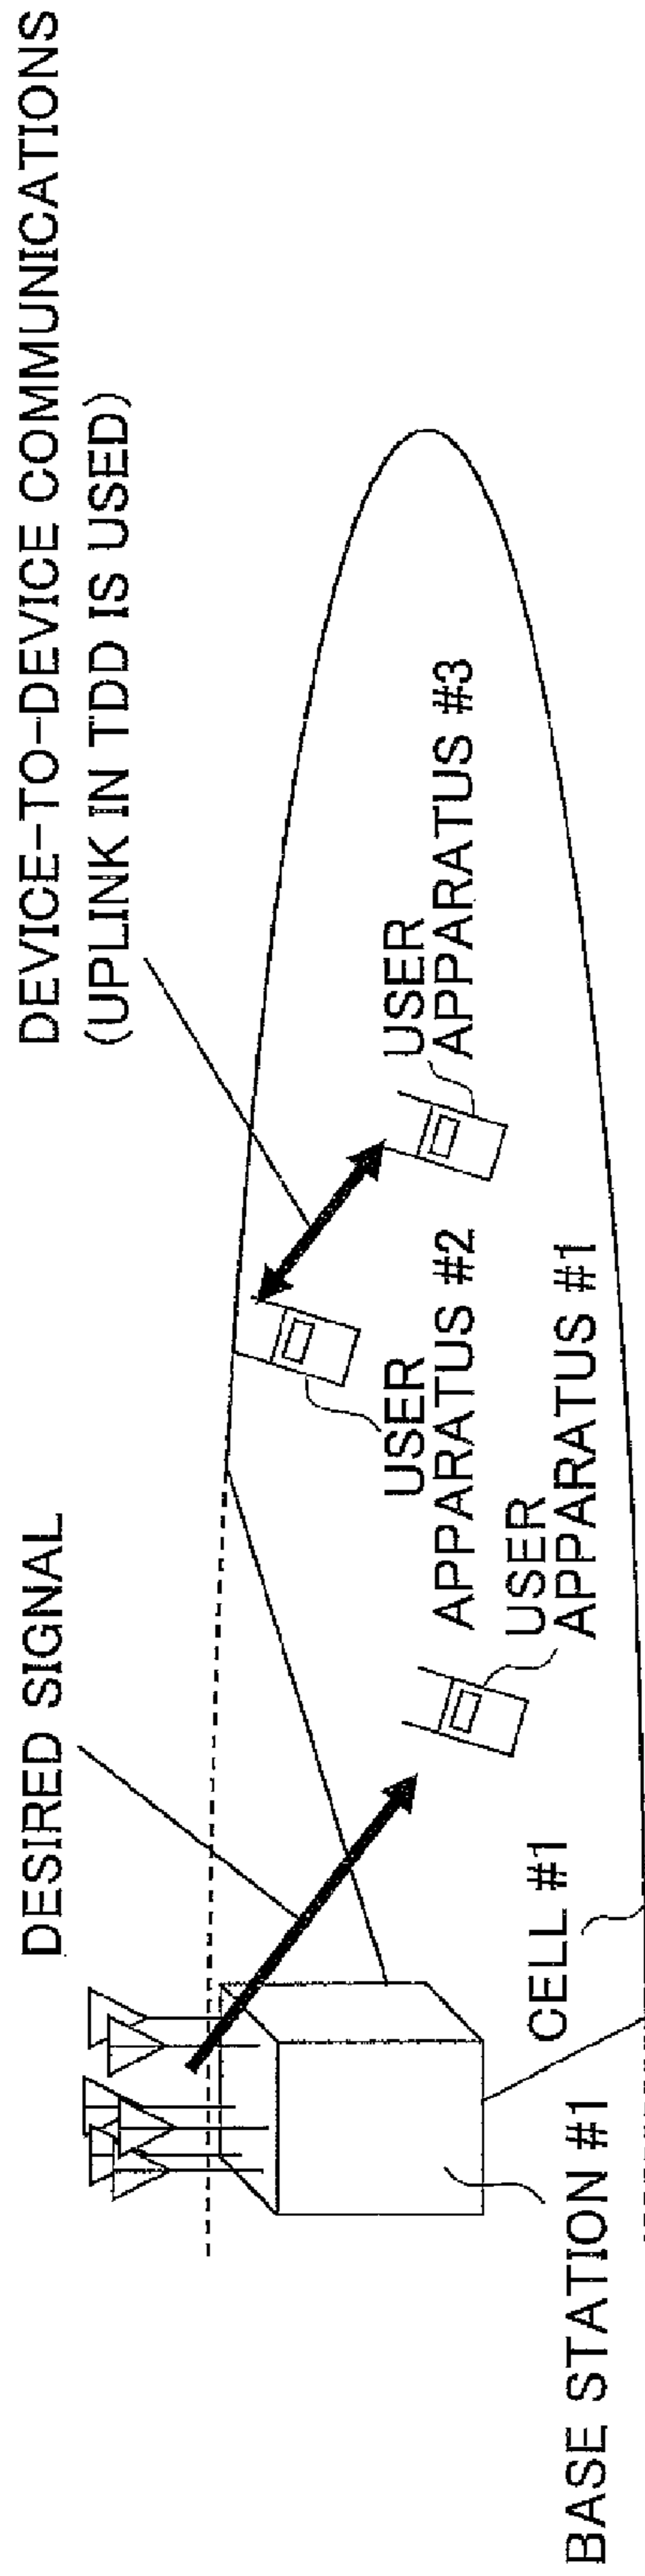 DEVICE-TO-DEVICE COMMUNICATIONS
(UPLINK IN TDD IS USED)
DESIRED SIGNAL
USER
APPARATUS #3
USER
APPARATUS #2
USER
APPARATUS #1
CELL #1
BASE STATION #1